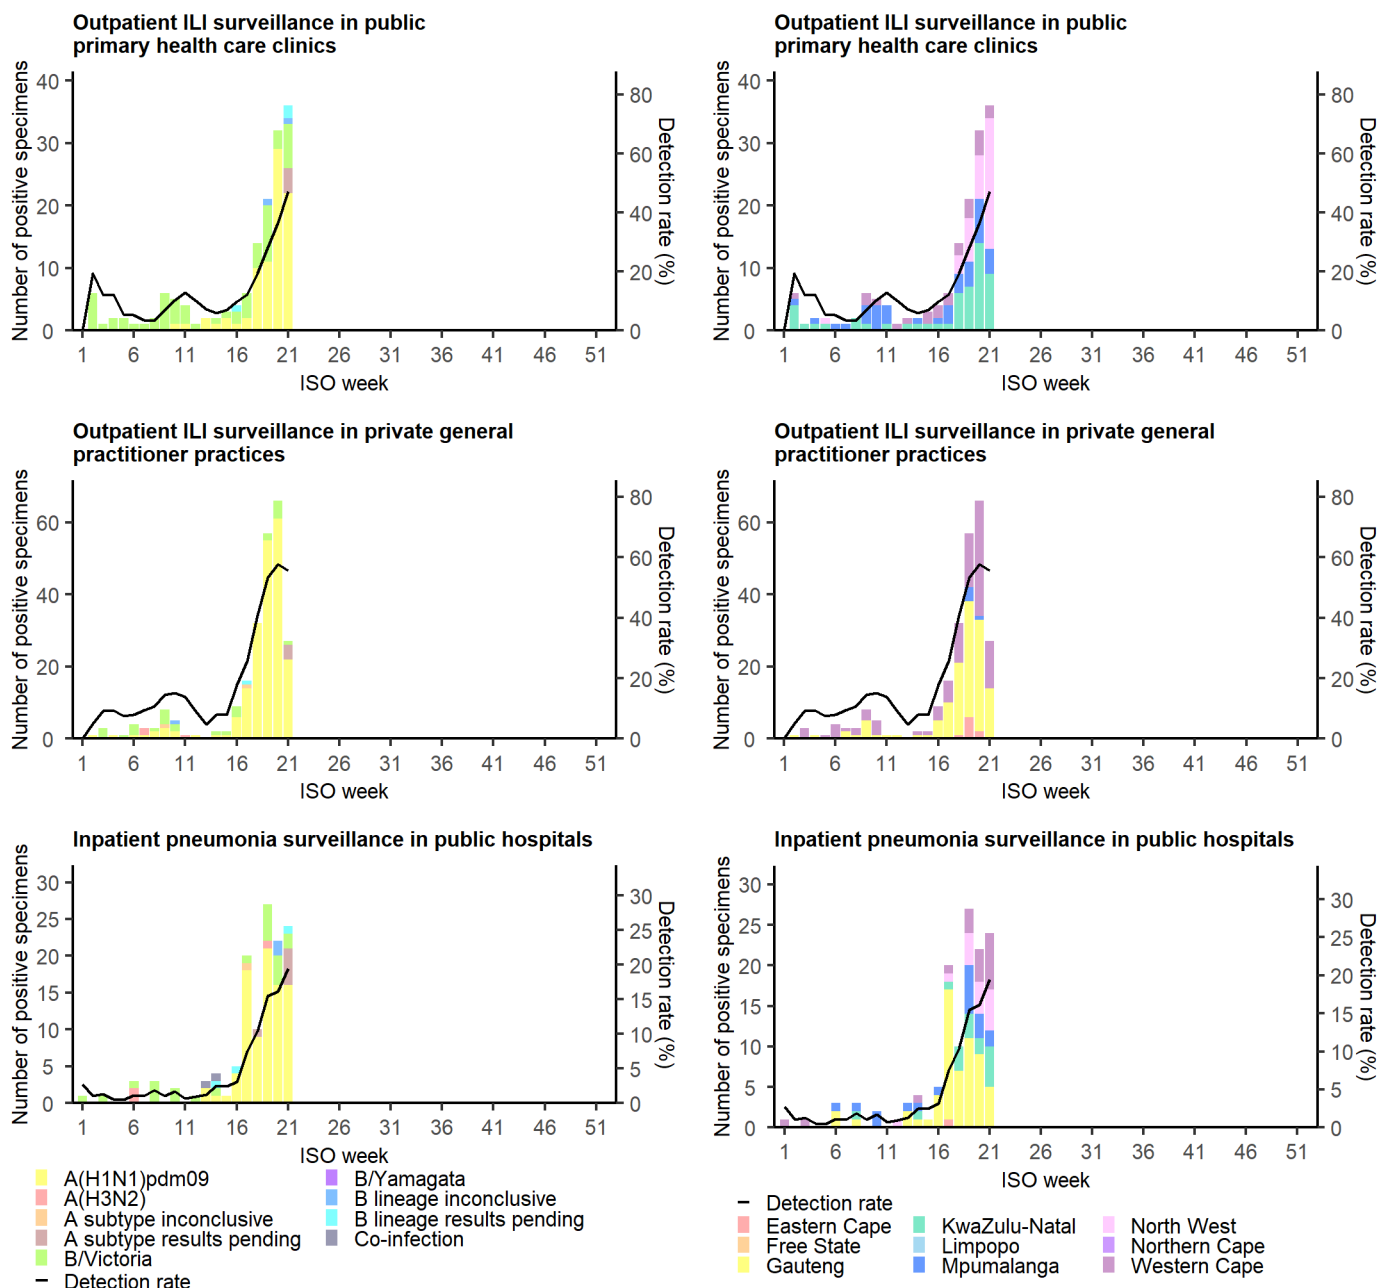 Outpatient ILI surveillance in public
primary health care clinics
Number of positive specimens
40
30
20
10
0
80
60
40
20
0
Detection rate (%)
1 6 11 16 21 26 31 36 41 46 51
ISO week
Outpatient ILI surveillance in public
primary health care clinics
Number of positive specimens
40
30
20
10
0
80
60
40
20
0
Detection rate (%)
1 6 11 16 21 26 31 36 41 46 51
ISO week
Outpatient ILI surveillance in private general
practitioner practices
Number of positive specimens
60
40
20
0
80
60
40
20
0
Detection rate (%)
1 6 11 16 21 26 31 36 41 46 51
ISO week
Outpatient ILI surveillance in private general
practitioner practices
Number of positive specimens
60
40
20
0
80
60
40
20
0
Detection rate (%)
1 6 11 16 21 26 31 36 41 46 51
ISO week
Inpatient pneumonia surveillance in public hospitals
Number of positive specimens
30
25
20
15
10
5
0
30
25
20
15
10
5
0
Detection rate (%)
1 6 11 16 21 26 31 36 41 46 51
ISO week
A(H1N1)pdm09
A(H3N2)
A subtype inconclusive
A subtype results pending
B/Victoria
Detection rate
B/Yamagata
B lineage inconclusive
B lineage results pending
Co-infection
Inpatient pneumonia surveillance in public hospitals
Number of positive specimens
30
25
20
15
10
5
0
30
25
20
15
10
5
0
Detection rate (%)
1 6 11 16 21 26 31 36 41 46 51
ISO week
Detection rate
Eastern Cape
Free State
Gauteng
KwaZulu-Natal
Limpopo
Mpumalanga
North West
Northern Cape
Western Cape